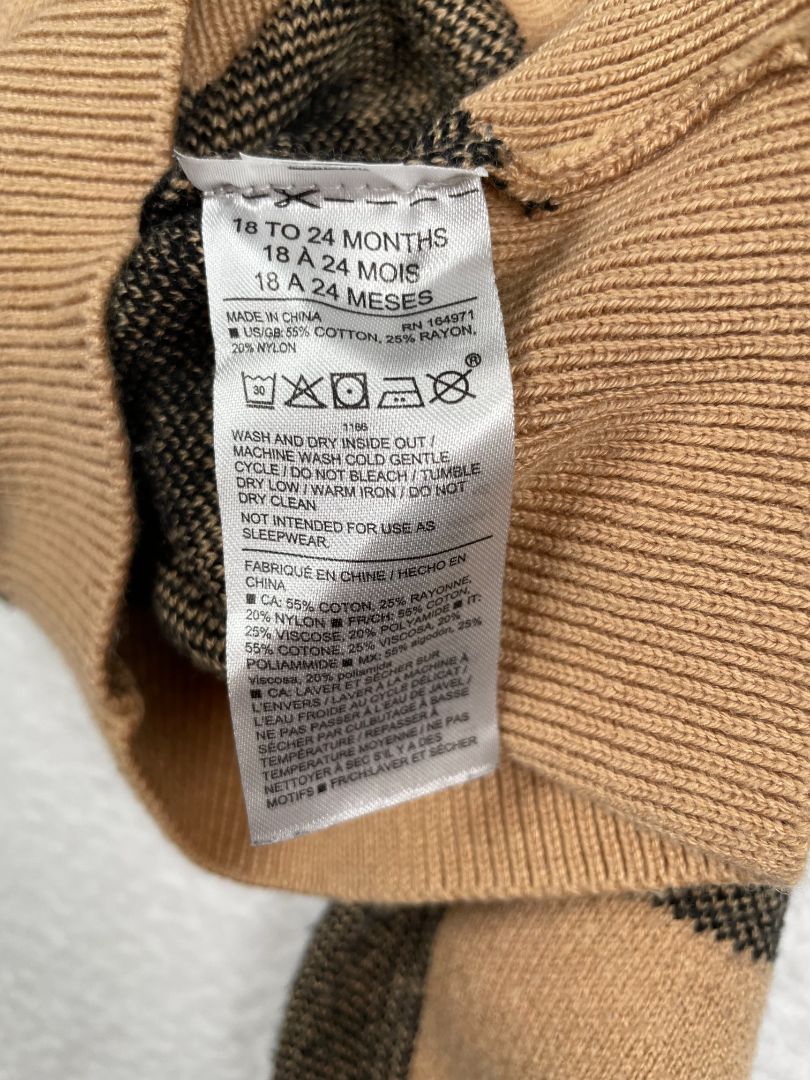 18 TO 24 MONTHS
18 À 24 MOIS
18 A 24 MESES
MADE IN CHINA RN 164971
■ US/GB: 55% COTTON, 25% RAYON,
20% NYLON
®
30
1166
WASH AND DRY INSIDE OUT /
MACHINE WASH COLD GENTLE
CYCLE / DO NOT BLEACH / TUMBLE
DRY LOW / WARM IRON / DO NOT
DRY CLEAN
NOT INTENDED FOR USE AS
SLEEPWEAR.
FABRIQUÉ EN CHINE / HECHO EN
CHINA
■ CA: 55% COTON, 25% RAYONNE,
20% NYLON ■ FR/CH: 55% COTON,
25% VISCOSE, 20% POLYAMIDE ■ IT:
55% COTONE, 25% VISCOSA, 20%
POLIAMMIDE ■ MX: 55% algodón, 25%
viscosa, 20% poliamida
■ CA: LAVER ET SÉCHER SUR
L'ENVERS / LAVER À LA MACHINE À
L'EAU FROIDE AU CYCLE DÉLICAT /
NE PAS PASSER À L'EAU DE JAVEL /
SÉCHER PAR CULBUTAGE À BASSE
TEMPÉRATURE / REPASSER À
TEMPÉRATURE MOYENNE / NE PAS
NETTOYER À SEC S'IL Y A DES
MOTIFS ■ FR/CH:LAVER ET SÉCHER